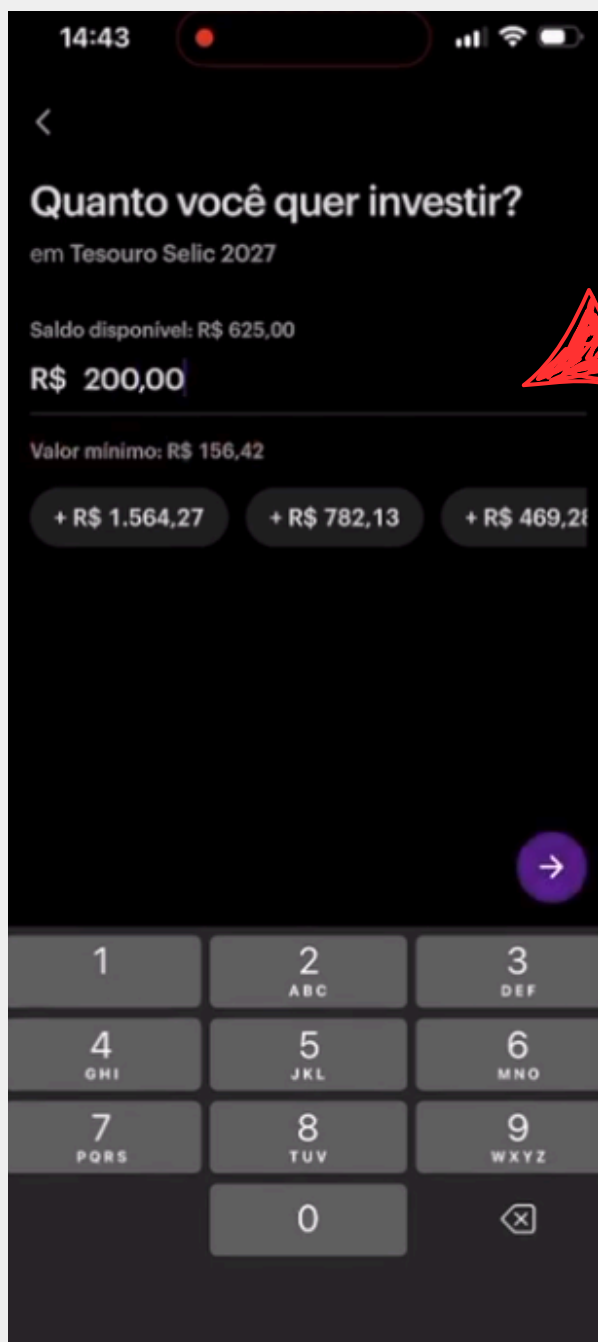 14:43
Quanto você quer investir?
em Tesouro Selic 2027
Saldo disponível: R$ 625,00
R$ 200,00
Valor mínimo: R$ 156,42
+ R$ 1.564,27 + R$ 782,13 + R$ 469,28
1 2 3
ABC DEF
4 5 6
GHI JKL MNO
7 8 9
PQRS TUV WXYZ
0